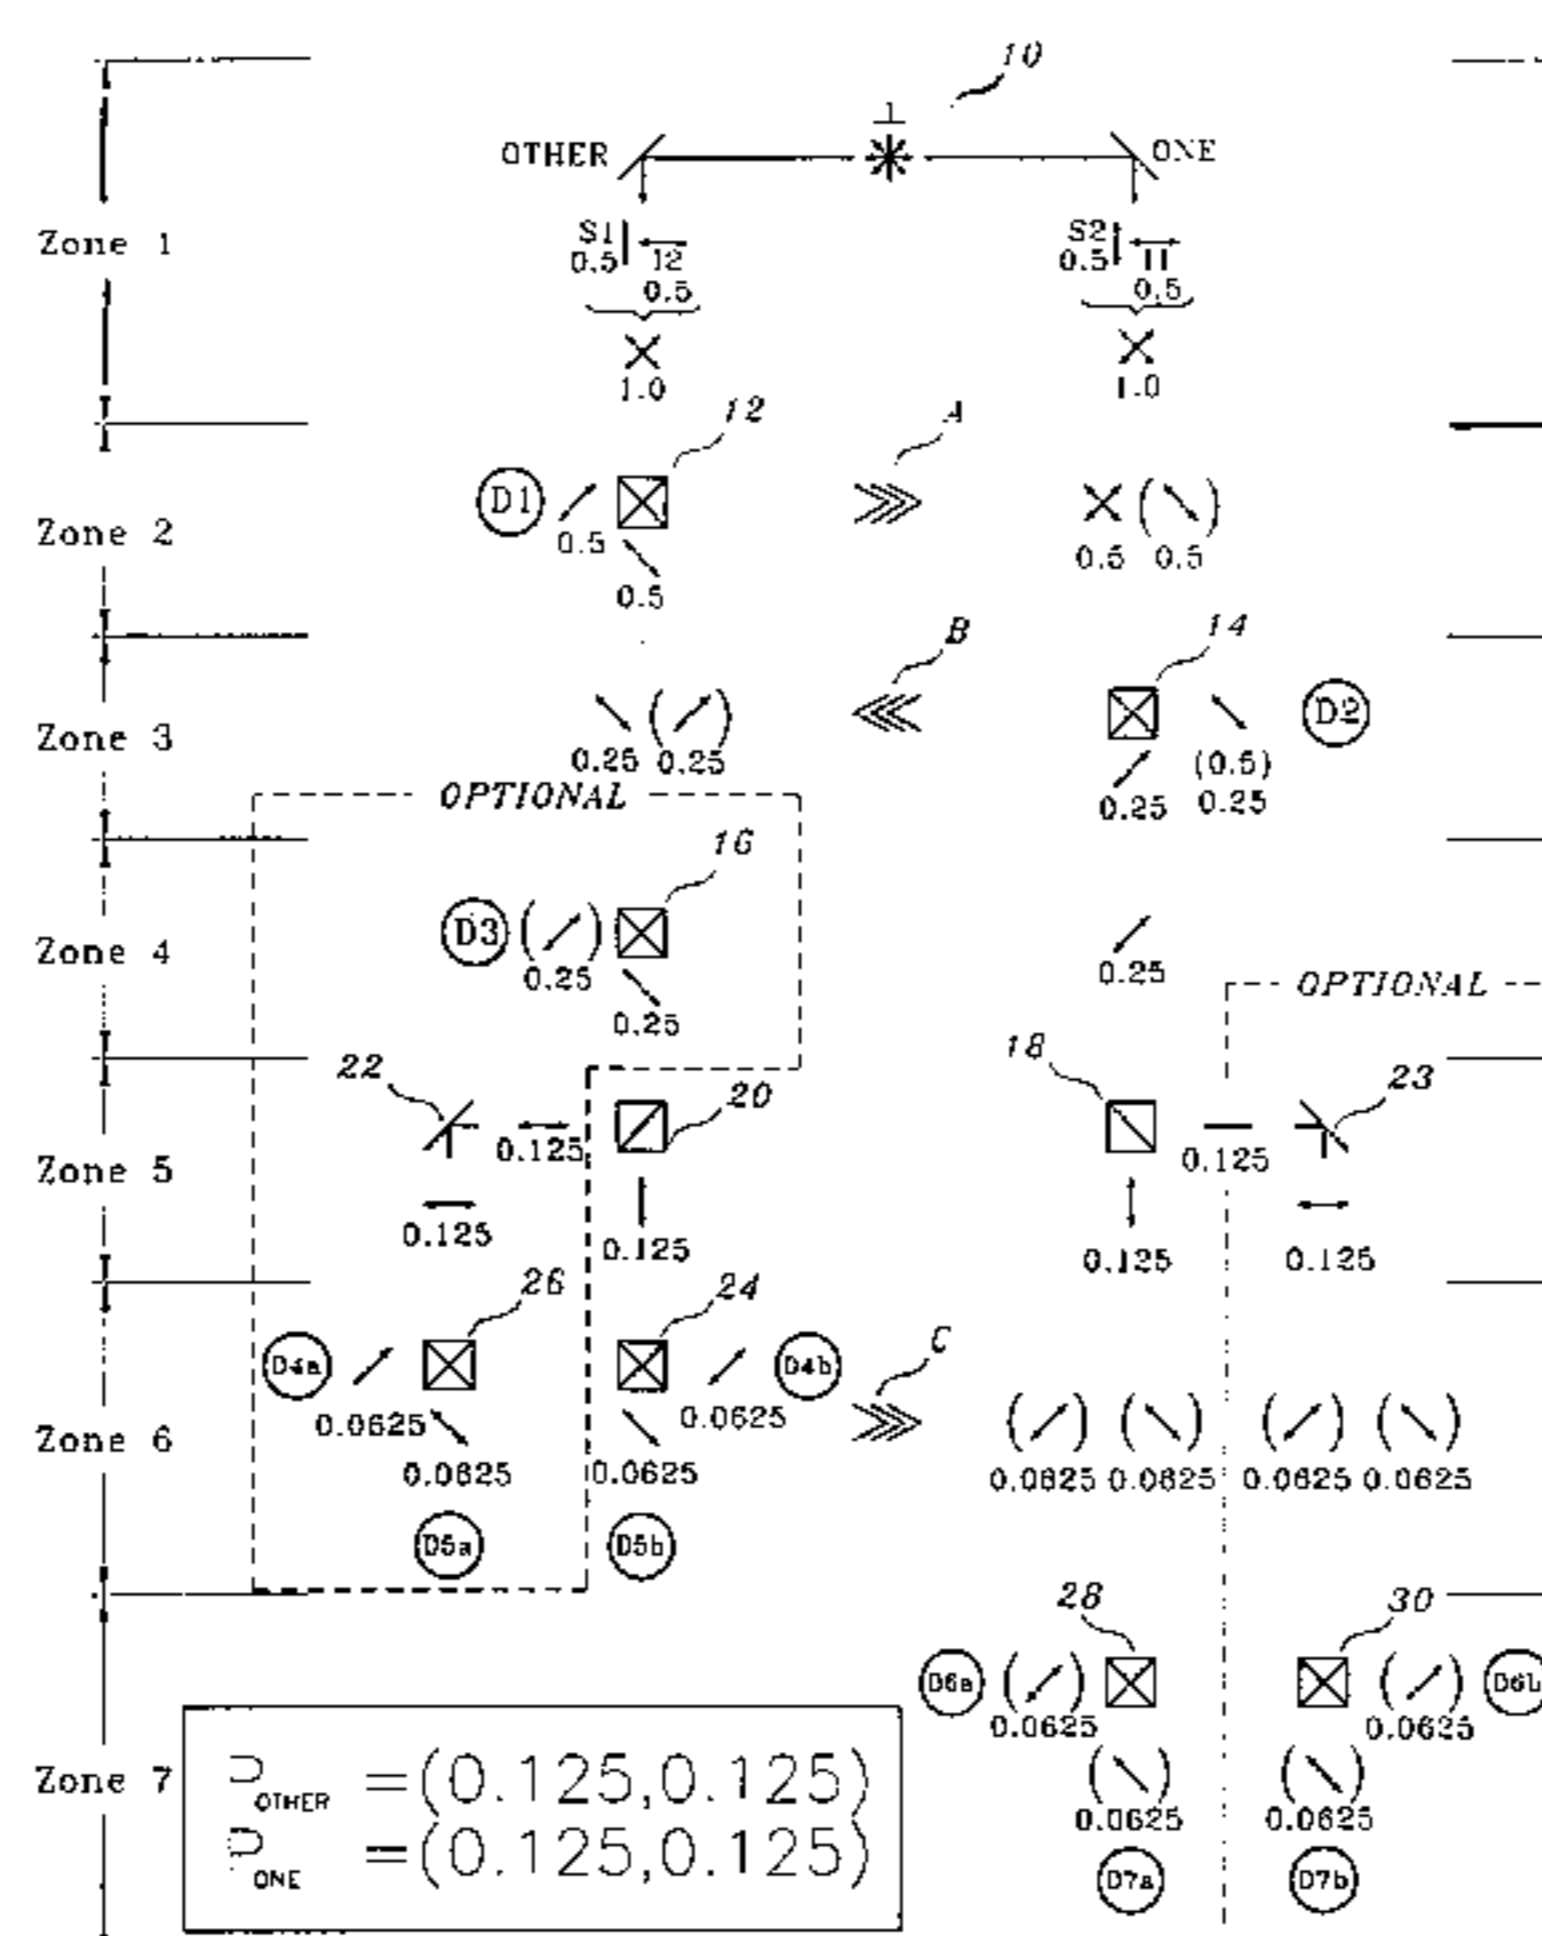 10
1
OTHER ONE
S1 S2
0.5 12 0.5 11
Zone 1
0.5 0.5
1.0 1.0
12 A
D1
Zone 2
0.5 0.5 0.5
0.5
B 14
D2
Zone 3
0.25 0.25 (0.5)
0.25 0.25
OPTIONAL
16
D3
Zone 4
0.25 0.25
0.25
OPTIONAL
22 20 18 23
0.125 0.125
Zone 5
0.125 0.125 0.125 0.125
26 24 C
D4a D4b
0.0625 0.0625
Zone 6
0.0625 0.0625 0.0625 0.0625 0.0625 0.0625
D5a D5b
28 30
D6a D6b
0.0625 0.0625
Zone 7
P OTHER =(0.125,0.125)
0.0625 0.0625
P ONE =(0.125,0.125)
D7a D7b